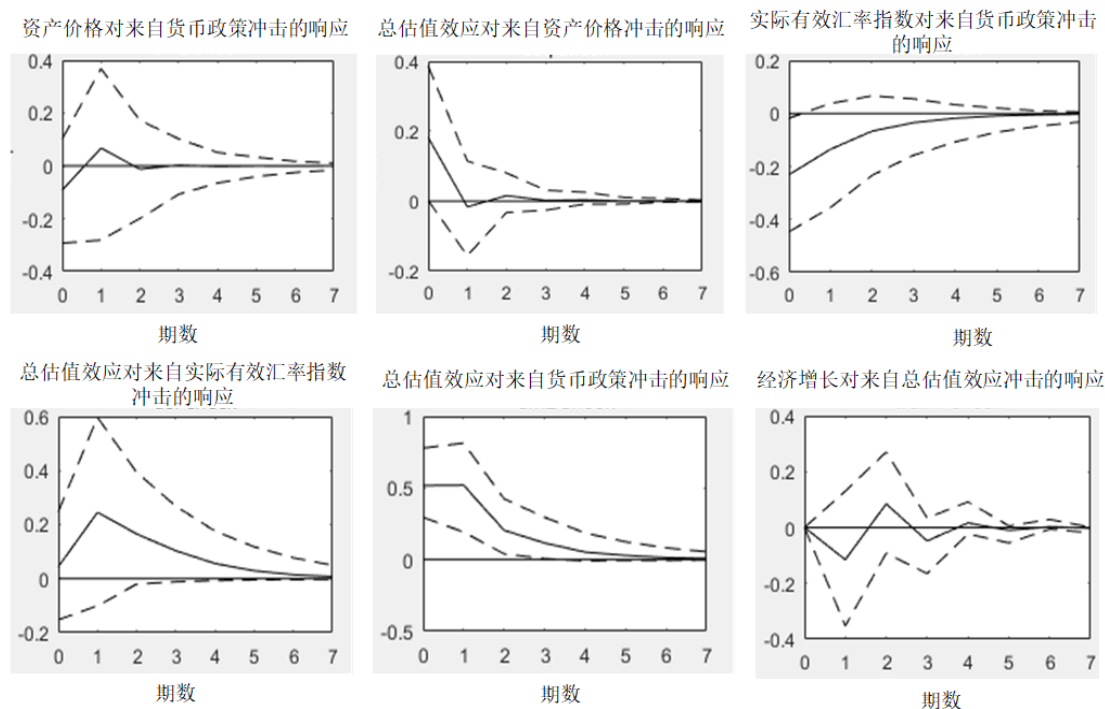 资产价格对来自货币政策冲击的响应
总估值效应对来自资产价格冲击的响应
实际有效汇率指数对来自货币政策冲击
的响应
0.4
0.2
0
-0.2
-0.4
0 1 2 3 4 5 6 7
期数
0.4
0.2
0
-0.2
0 1 2 3 4 5 6 7
期数
0.2
0
-0.2
-0.4
-0.6
0 1 2 3 4 5 6 7
期数
总估值效应对来自实际有效汇率指数
冲击的响应
总估值效应对来自货币政策冲击的响应
经济增长对来自总估值效应冲击的响应
0.6
0.4
0.2
0
-0.2
0 1 2 3 4 5 6 7
期数
1
0.5
0
-0.5
0 1 2 3 4 5 6 7
期数
0.4
0.2
0
-0.2
-0.4
0 1 2 3 4 5 6 7
期数